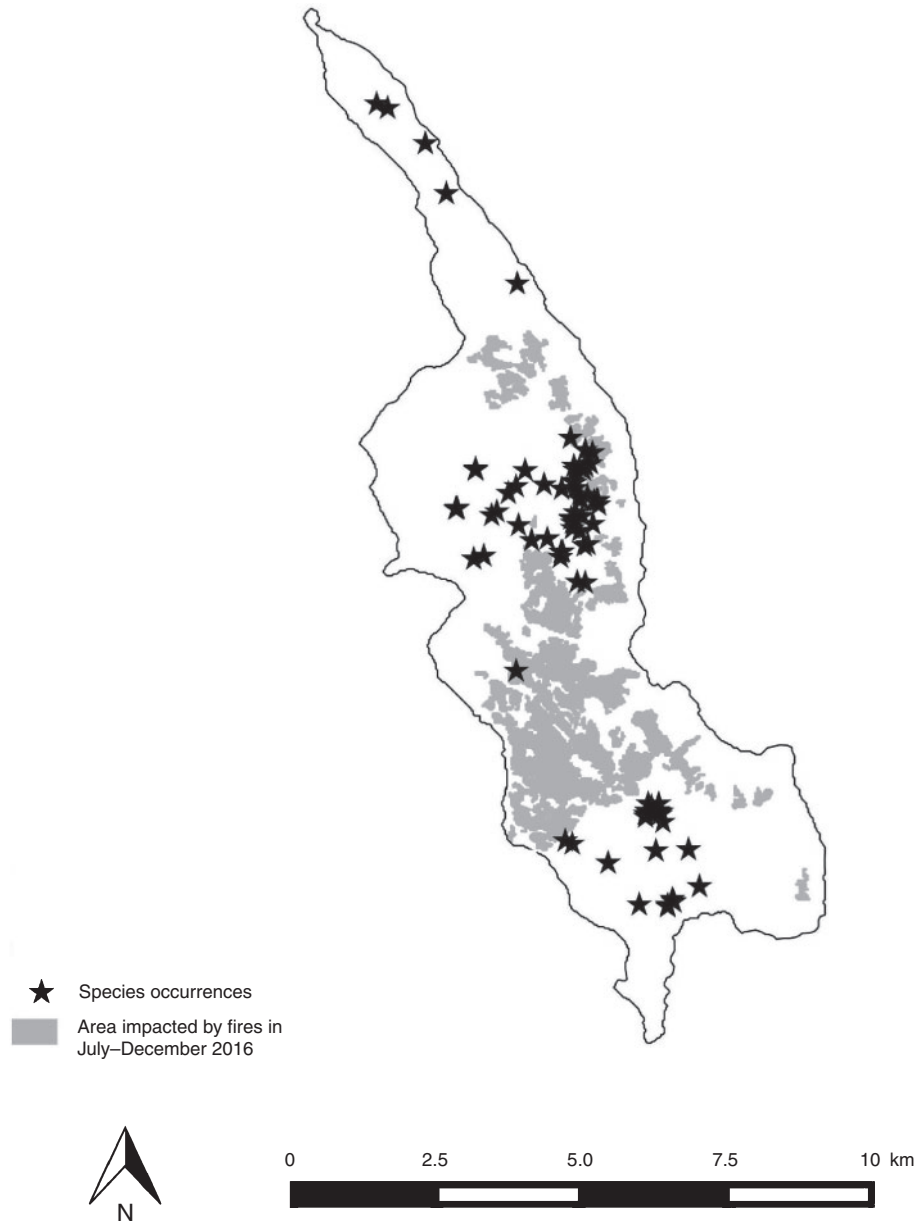 Species occurrences
Area impacted by fires in
July–December 2016
N
0 2.5 5.0 7.5 10 km